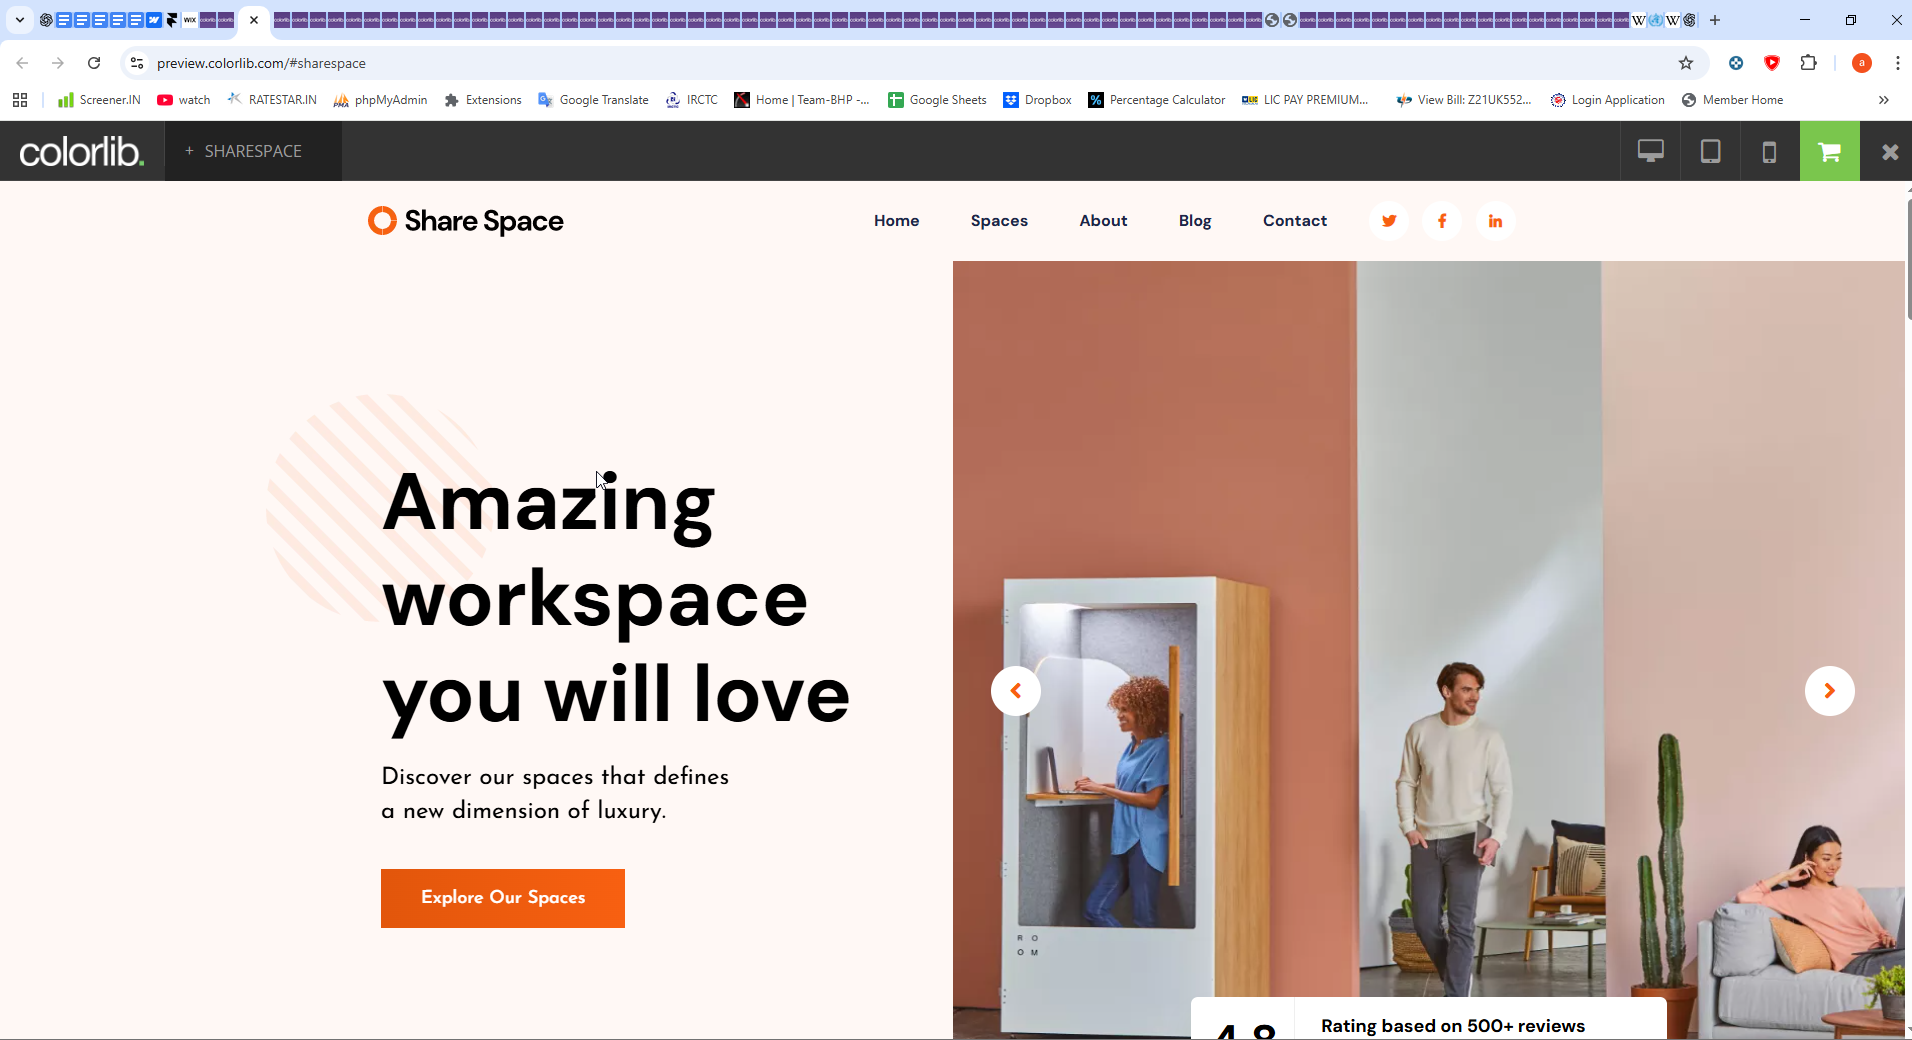 WiX
preview.colorlib.com/#sharespace
a
Screener.IN
watch
RATESTAR.IN
phpMyAdmin
Extensions
Google Translate
IRCTC
Home | Team-BHP -...
Google Sheets
Dropbox
Percentage Calculator
LIC PAY PREMIUM...
View Bill: Z21UK552...
Login Application
Member Home
colorlib.
+ SHARESPACE
Share Space
Home
Spaces
About
Blog
Contact
Amazing
workspace
you will love
Discover our spaces that defines
a new dimension of luxury.
Explore Our Spaces
R O
O M
4.8
Rating based on 500+ reviews